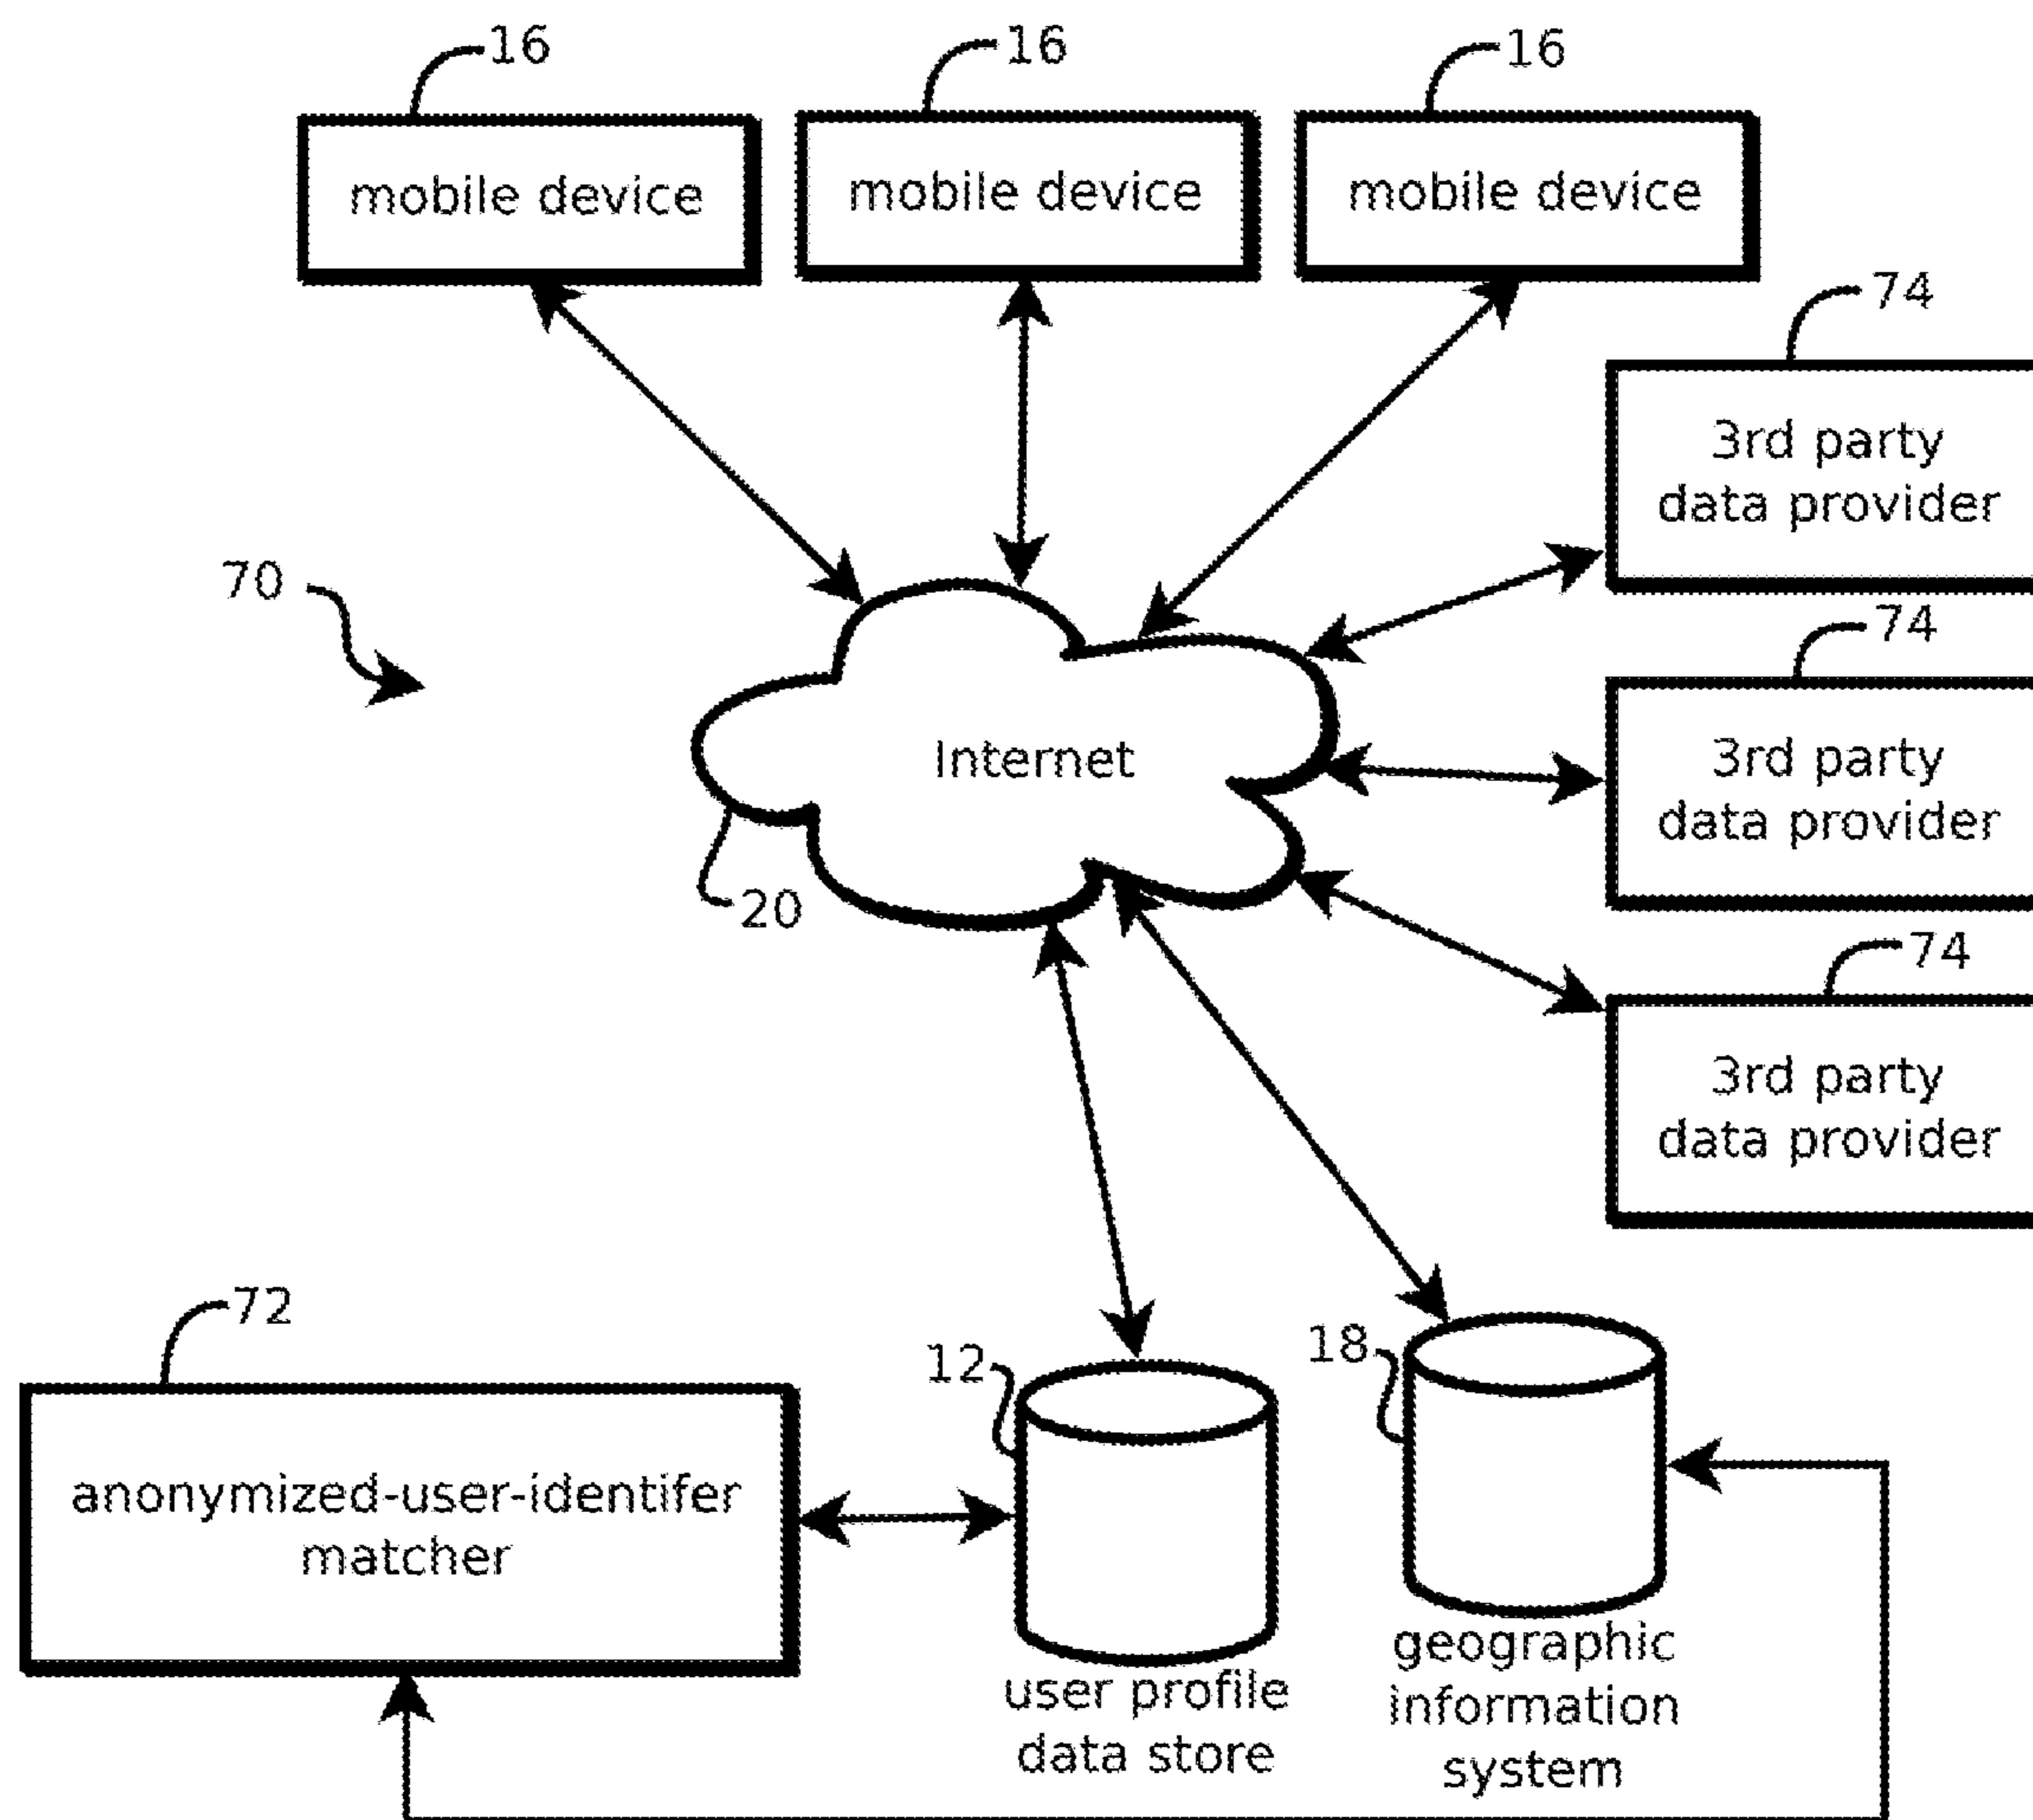 16
16
16
mobile device
mobile device
mobile device
74
3rd party
data provider
70
74
Internet
3rd party
data provider
20
74
3rd party
data provider
72
12
18
anonymized-user-identifer
matcher
user profile
data store
geographic
information
system